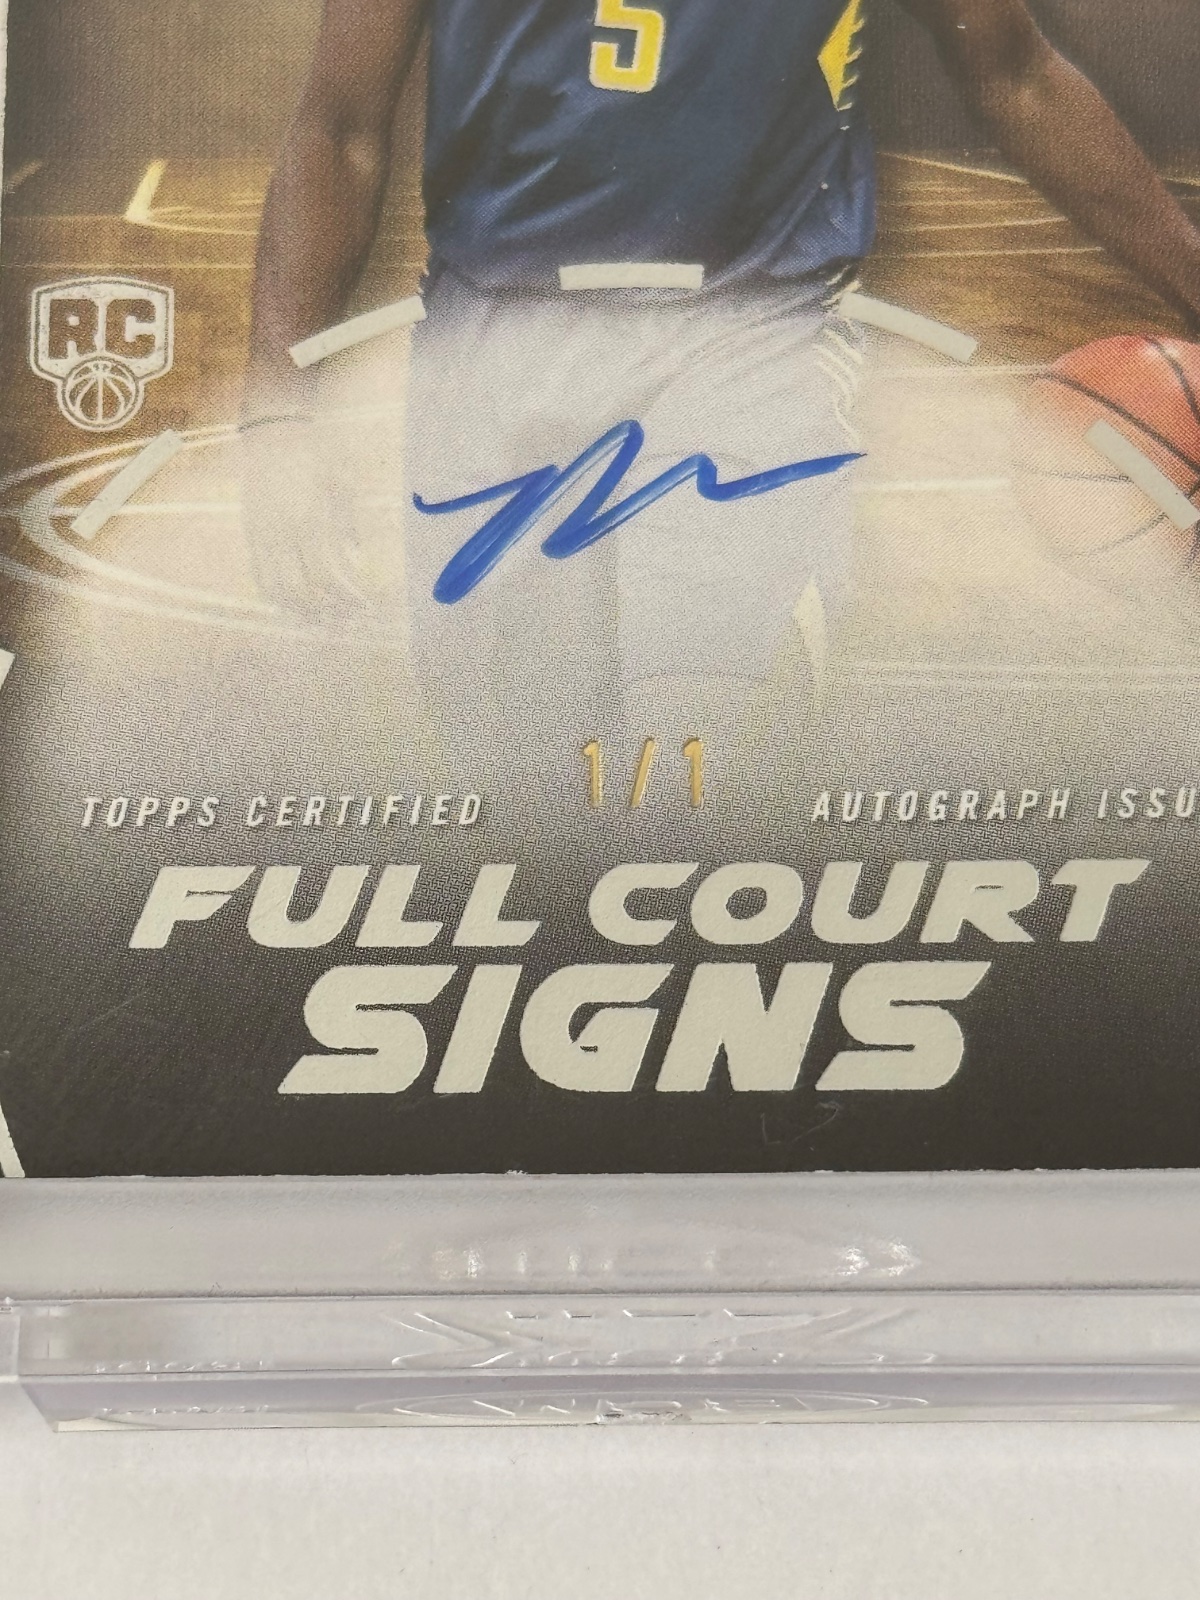 5
RC
1/1
TOPPS CERTIFIED AUTOGRAPH ISSU
FULL COURT
SIGNS